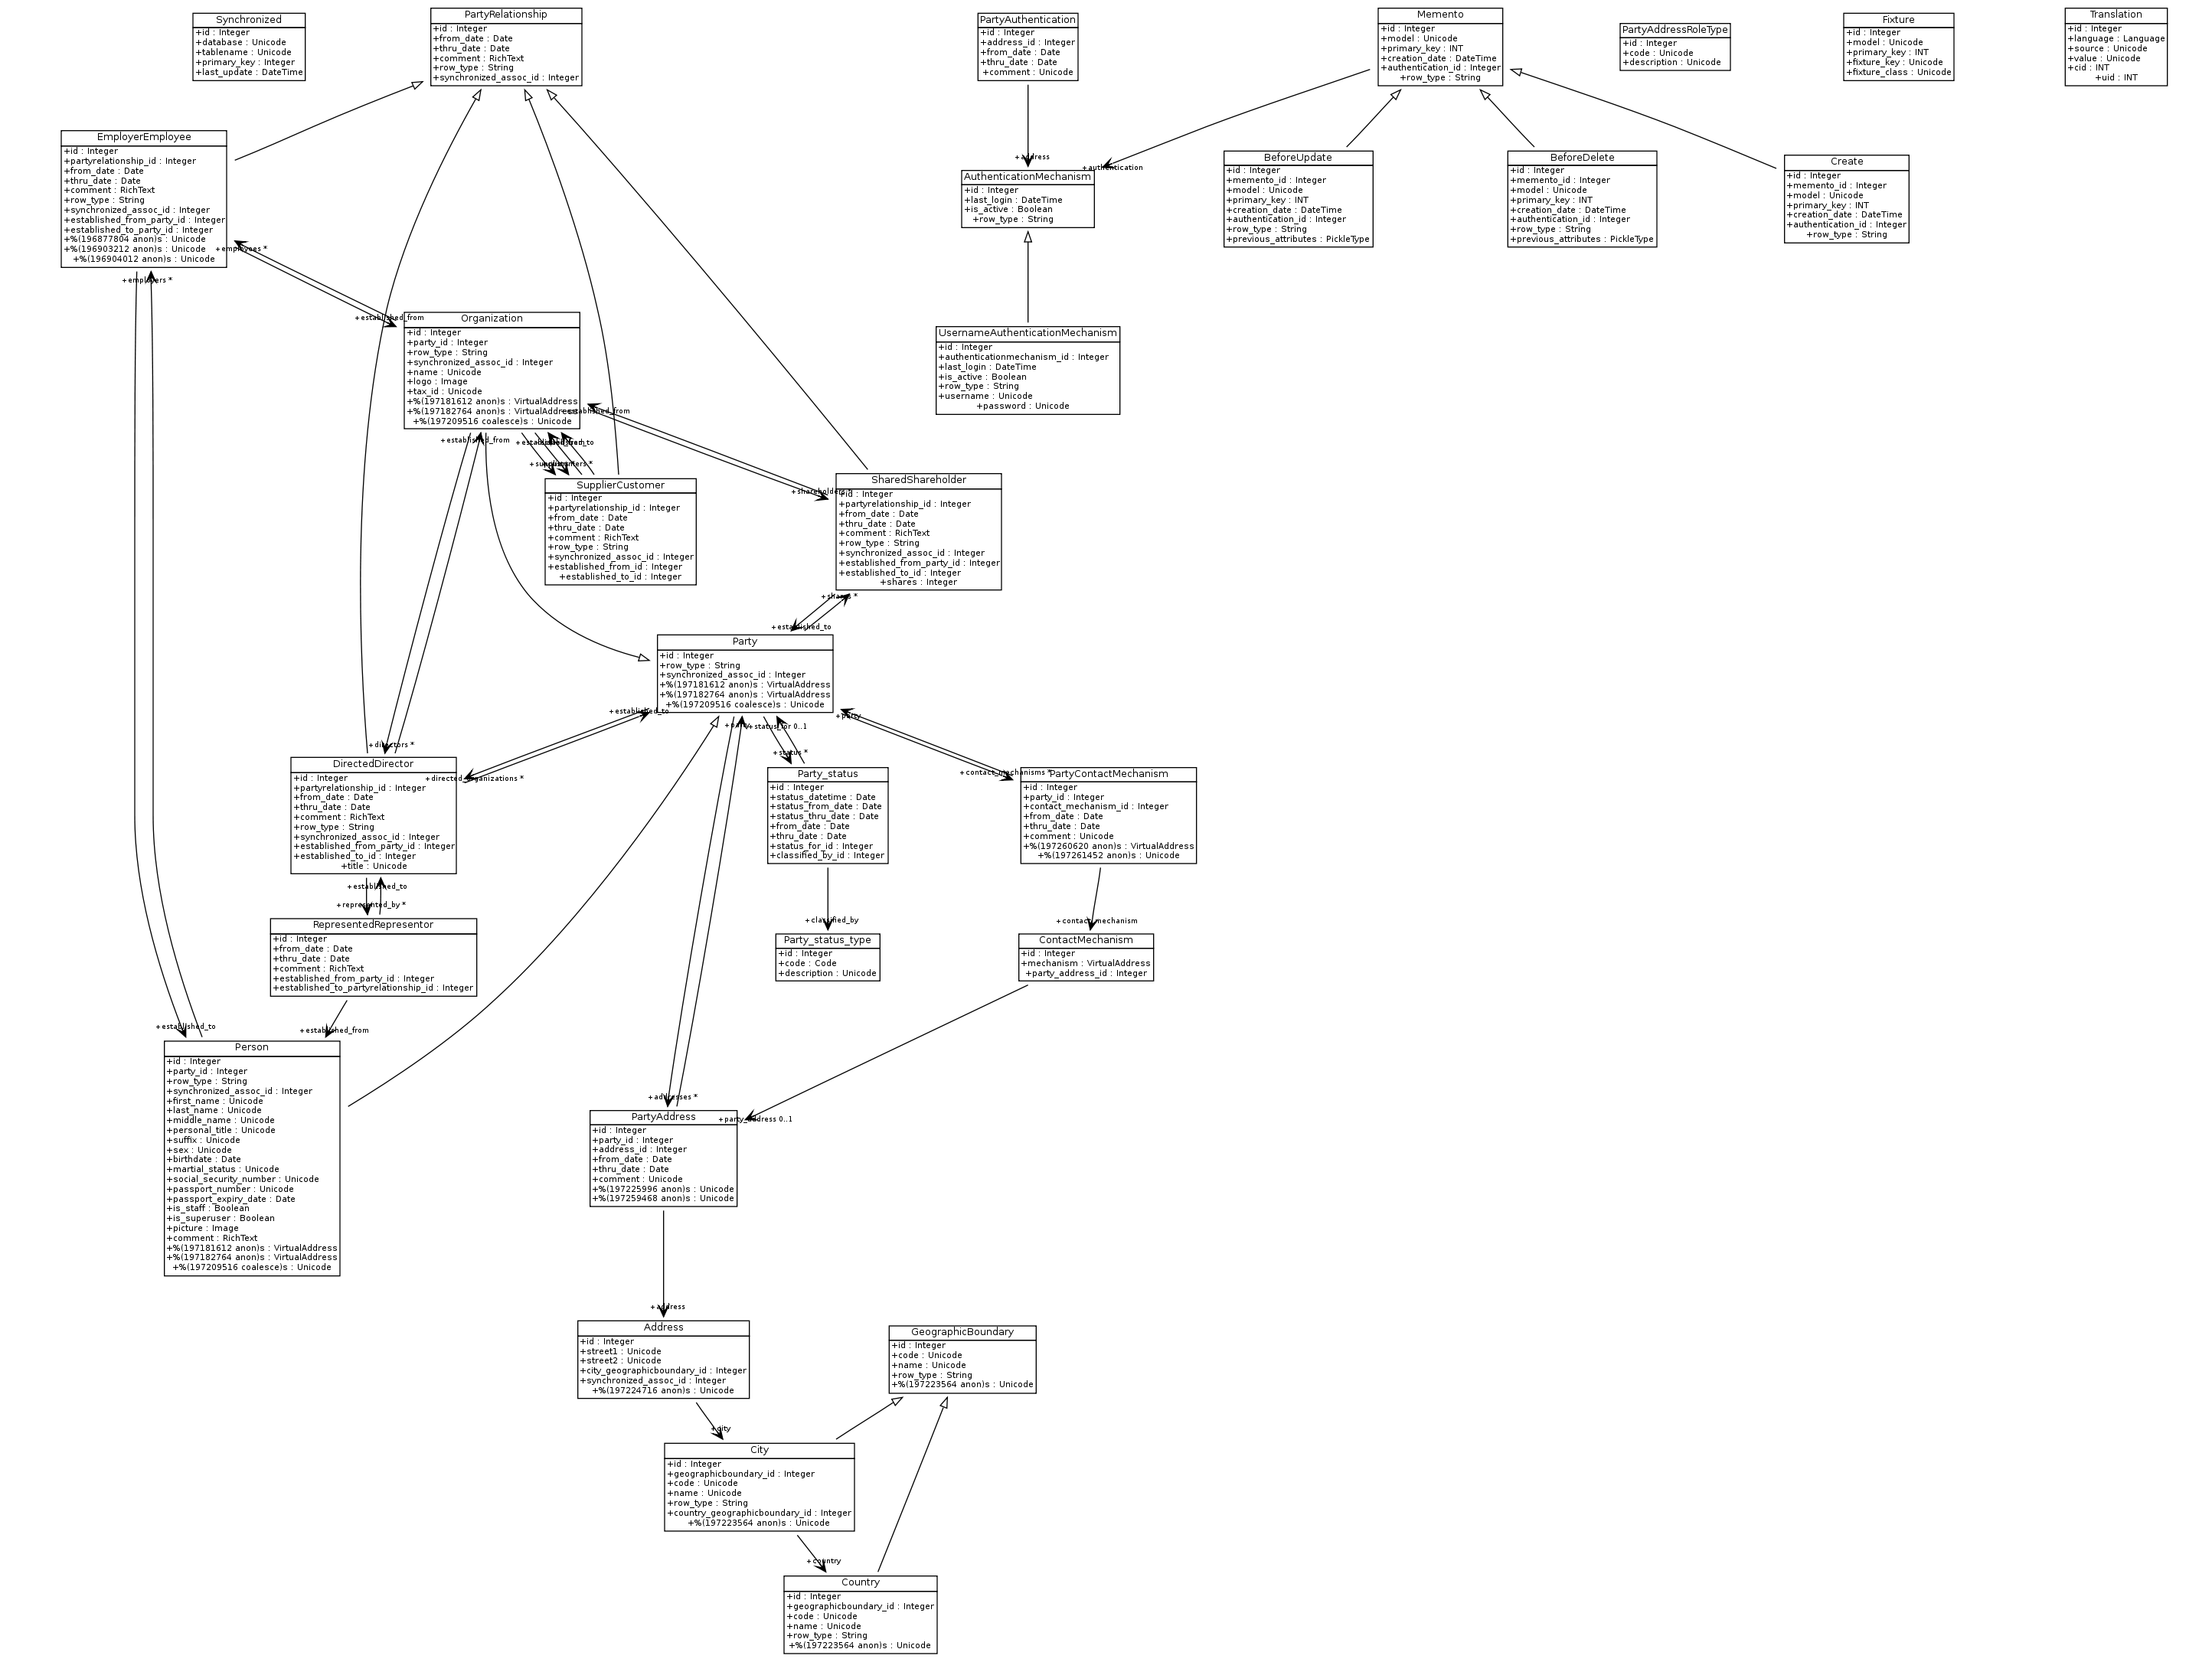 Synchronized
+id : Integer
+database : Unicode
+tablename : Unicode
+primary_key : Integer
+last_update : DateTime
PartyRelationship
+id : Integer
+from_date : Date
+thru_date : Date
+comment : RichText
+row_type : String
+synchronized_assoc_id : Integer
PartyAuthentication
+id : Integer
+address_id : Integer
+from_date : Date
+thru_date : Date
+comment : Unicode
Memento
+id : Integer
+model : Unicode
+primary_key : INT
+creation_date : DateTime
+authentication_id : Integer
+row_type : String
PartyAddressRoleType
+id : Integer
+code : Unicode
+description : Unicode
Fixture
+id : Integer
+model : Unicode
+primary_key : INT
+fixture_key : Unicode
+fixture_class : Unicode
Translation
+id : Integer
+language : Language
+source : Unicode
+value : Unicode
+cid : INT
+uid : INT
EmployerEmployee
+id : Integer
+partyrelationship_id : Integer
+from_date : Date
+thru_date : Date
+comment : RichText
+row_type : String
+synchronized_assoc_id : Integer
+established_from_party_id : Integer
+established_to_party_id : Integer
+%(196877804 anon)s : Unicode
+%(196903212 anon)s : Unicode
+%(196904012 anon)s : Unicode
+address
+authentication
AuthenticationMechanism
+id : Integer
+last_login : DateTime
+is_active : Boolean
+row_type : String
BeforeUpdate
+id : Integer
+memento_id : Integer
+model : Unicode
+primary_key : INT
+creation_date : DateTime
+authentication_id : Integer
+row_type : String
+previous_attributes : PickleType
BeforeDelete
+id : Integer
+memento_id : Integer
+model : Unicode
+primary_key : INT
+creation_date : DateTime
+authentication_id : Integer
+row_type : String
+previous_attributes : PickleType
Create
+id : Integer
+memento_id : Integer
+model : Unicode
+primary_key : INT
+creation_date : DateTime
+authentication_id : Integer
+row_type : String
+employees *
+employers *
+established_from
Organization
+id : Integer
+party_id : Integer
+row_type : String
+synchronized_assoc_id : Integer
+name : Unicode
+logo : Image
+tax_id : Unicode
+%(197181612 anon)s : VirtualAddress
+%(197182764 anon)s : VirtualAddress
+%(197209516 coalesce)s : Unicode
UsernameAuthenticationMechanism
+id : Integer
+authenticationmechanism_id : Integer
+last_login : DateTime
+is_active : Boolean
+row_type : String
+username : Unicode
+password : Unicode
+established_from
+established_from
SupplierCustomer
+id : Integer
+partyrelationship_id : Integer
+from_date : Date
+thru_date : Date
+comment : RichText
+row_type : String
+synchronized_assoc_id : Integer
+established_from_id : Integer
+established_to_id : Integer
+shareholders *
SharedShareholder
+id : Integer
+partyrelationship_id : Integer
+from_date : Date
+thru_date : Date
+comment : RichText
+row_type : String
+synchronized_assoc_id : Integer
+established_from_party_id : Integer
+established_to_id : Integer
+shares : Integer
+shares *
+established_to
Party
+id : Integer
+row_type : String
+synchronized_assoc_id : Integer
+%(197181612 anon)s : VirtualAddress
+%(197182764 anon)s : VirtualAddress
+%(197209516 coalesce)s : Unicode
+established_to
+party
+status_for 0..1
+party
+directors *
+directed_organizations *
+status *
+contact_mechanisms *
DirectedDirector
+id : Integer
+partyrelationship_id : Integer
+from_date : Date
+thru_date : Date
+comment : RichText
+row_type : String
+synchronized_assoc_id : Integer
+established_from_party_id : Integer
+established_to_id : Integer
+title : Unicode
Party_status
+id : Integer
+status_datetime : Date
+status_from_date : Date
+status_thru_date : Date
+from_date : Date
+thru_date : Date
+status_for_id : Integer
+classified_by_id : Integer
PartyContactMechanism
+id : Integer
+party_id : Integer
+contact_mechanism_id : Integer
+from_date : Date
+thru_date : Date
+comment : Unicode
+%(197260620 anon)s : VirtualAddress
+%(197261452 anon)s : Unicode
+established_to
+represented_by *
+classified_by
+contact_mechanism
RepresentedRepresentor
+id : Integer
+from_date : Date
+thru_date : Date
+comment : RichText
+established_from_party_id : Integer
+established_to_partyrelationship_id : Integer
Party_status_type
+id : Integer
+code : Code
+description : Unicode
ContactMechanism
+id : Integer
+mechanism : VirtualAddress
+party_address_id : Integer
+established_to
+established_from
Person
+id : Integer
+party_id : Integer
+row_type : String
+synchronized_assoc_id : Integer
+first_name : Unicode
+last_name : Unicode
+middle_name : Unicode
+personal_title : Unicode
+suffix : Unicode
+sex : Unicode
+birthdate : Date
+martial_status : Unicode
+social_security_number : Unicode
+passport_number : Unicode
+passport_expiry_date : Date
+is_staff : Boolean
+is_superuser : Boolean
+picture : Image
+comment : RichText
+%(197181612 anon)s : VirtualAddress
+%(197182764 anon)s : VirtualAddress
+%(197209516 coalesce)s : Unicode
+addresses *
+party_address 0..1
PartyAddress
+id : Integer
+party_id : Integer
+address_id : Integer
+from_date : Date
+thru_date : Date
+comment : Unicode
+%(197225996 anon)s : Unicode
+%(197259468 anon)s : Unicode
+address
Address
+id : Integer
+street1 : Unicode
+street2 : Unicode
+city_geographicboundary_id : Integer
+synchronized_assoc_id : Integer
+%(197224716 anon)s : Unicode
GeographicBoundary
+id : Integer
+code : Unicode
+name : Unicode
+row_type : String
+%(197223564 anon)s : Unicode
+city
City
+id : Integer
+geographicboundary_id : Integer
+code : Unicode
+name : Unicode
+row_type : String
+country_geographicboundary_id : Integer
+%(197223564 anon)s : Unicode
+country
Country
+id : Integer
+geographicboundary_id : Integer
+code : Unicode
+name : Unicode
+row_type : String
+%(197223564 anon)s : Unicode